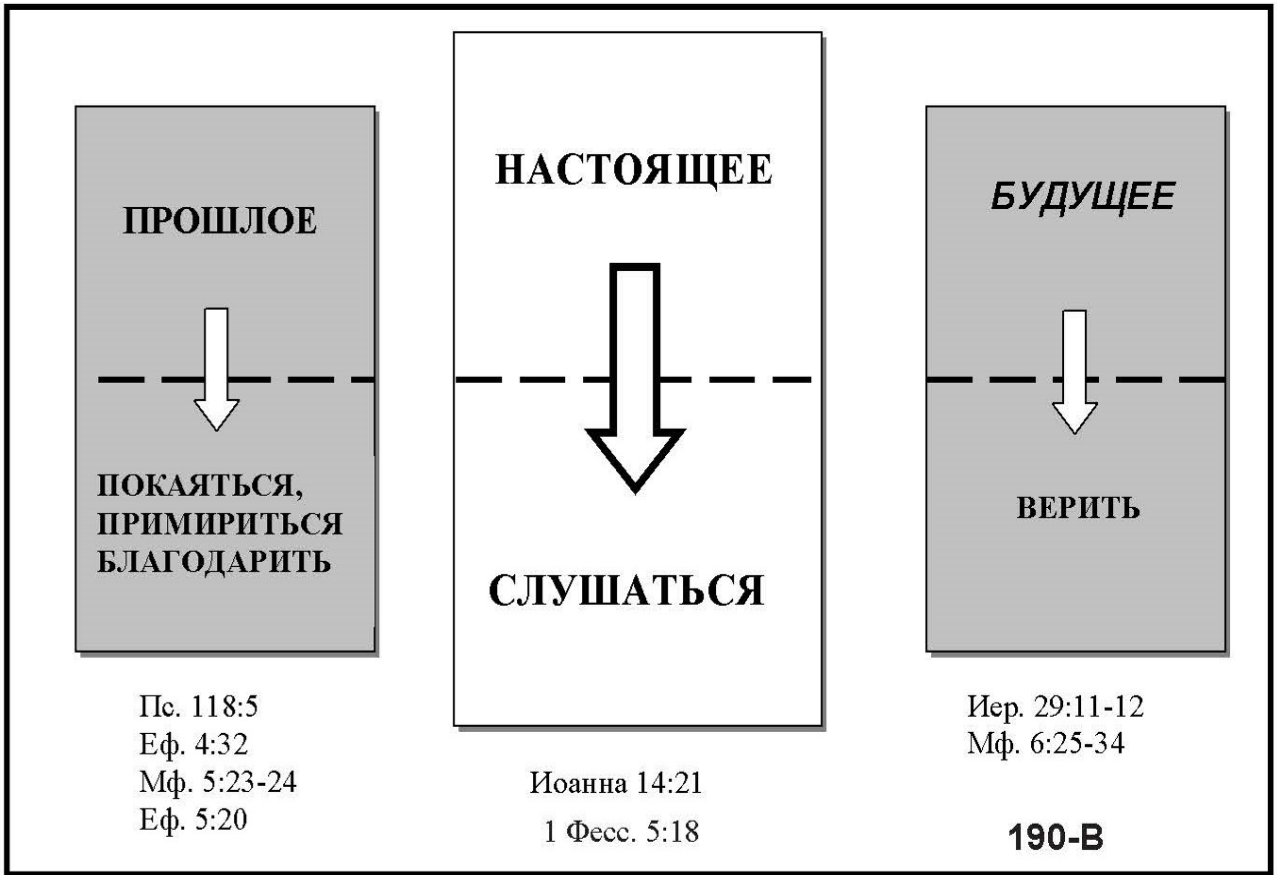 ПРОШЛОЕ
ПОКАЯТЬСЯ,
ПРИМИРИТЬСЯ
БЛАГОДАРИТЬ
Пс. 118:5
Еф. 4:32
Мф. 5:23-24
Еф. 5:20
НАСТОЯЩЕЕ
СЛУШАТЬСЯ
Иоанна 14:21
1 Фесс. 5:18
БУДУЩЕЕ
ВЕРИТЬ
Иер. 29:11-12
Мф. 6:25-34
190-В